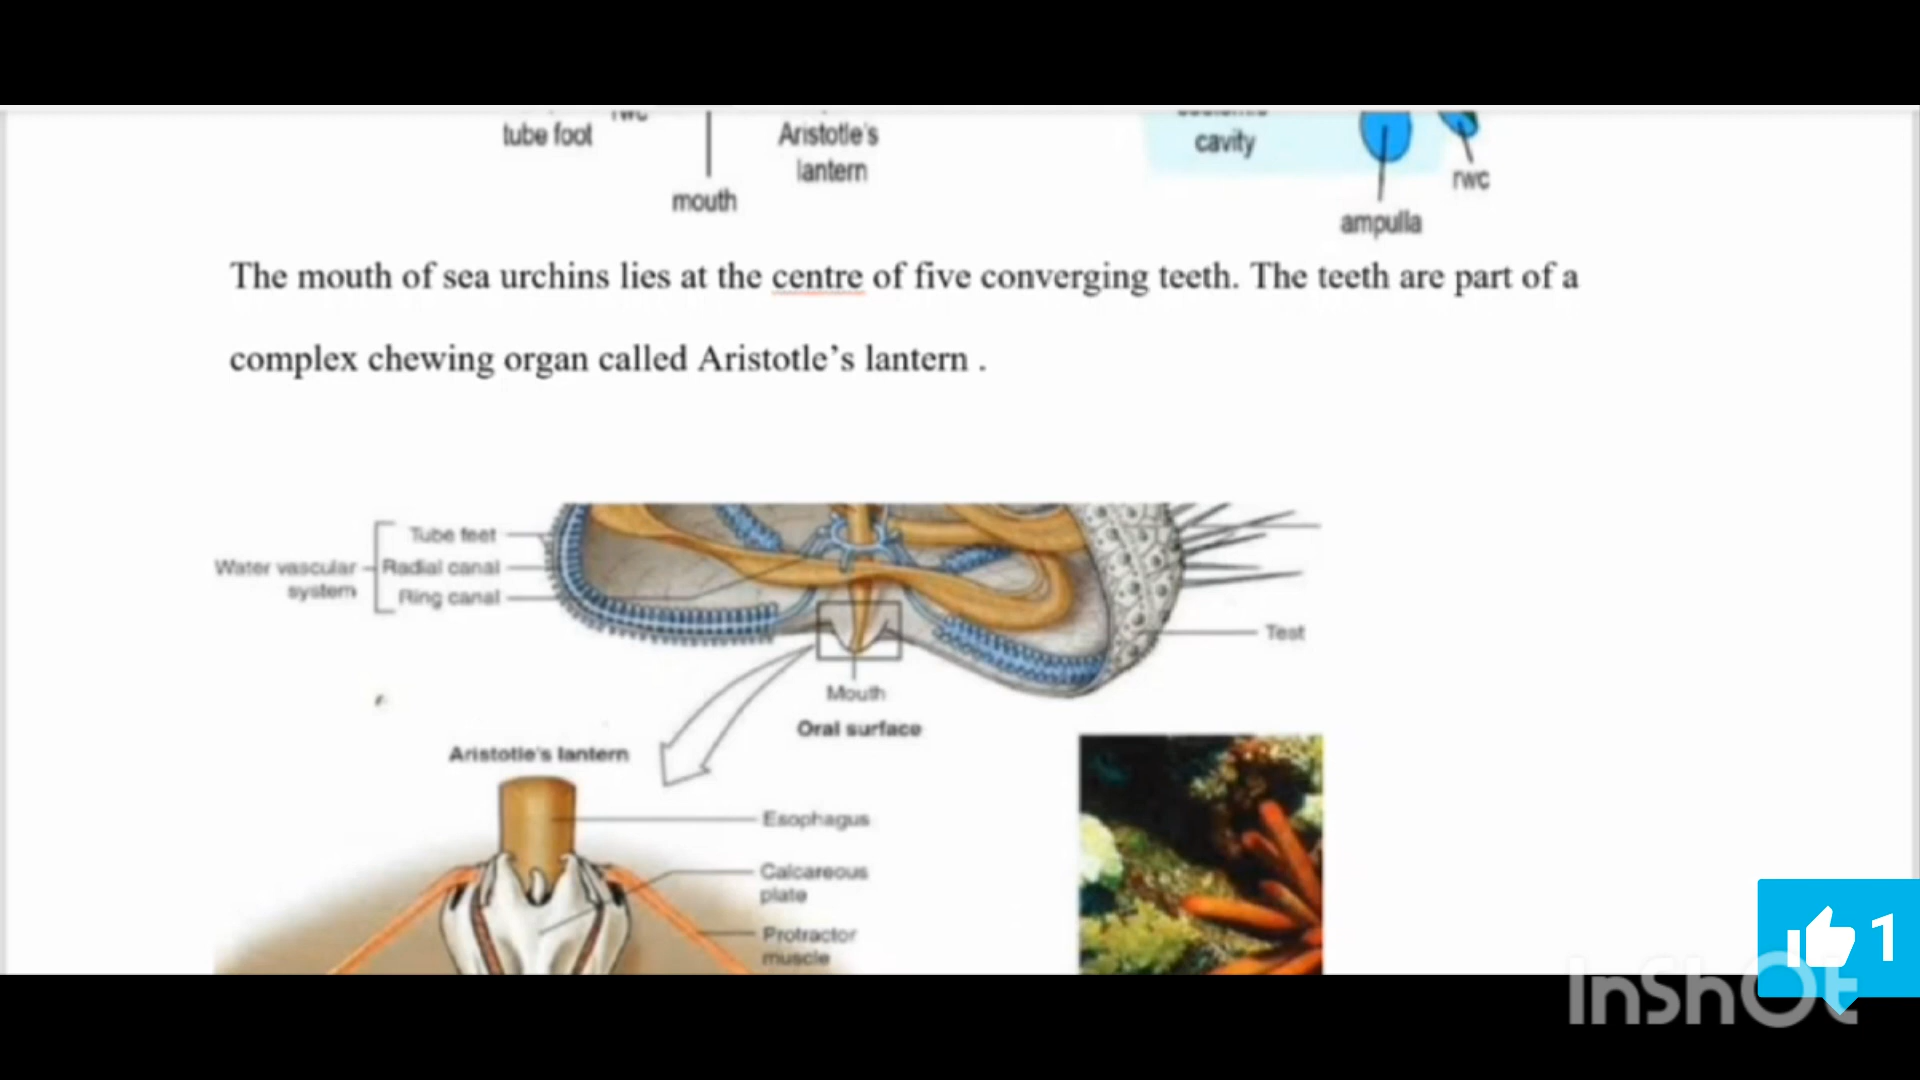 tube foot
Aristotle's
lantern
mouth
cavity
rwc
ampulla
The mouth of sea urchins lies at the centre of five converging teeth. The teeth are part of a
complex chewing organ called Aristotle’s lantern .
Water vascular
system
Tube feet
Radial canal
Ring canal
Test
Mouth
Oral surface
Aristotle's lantern
Esophagus
Calcareous
plate
Protractor
muscle
1
InShOt